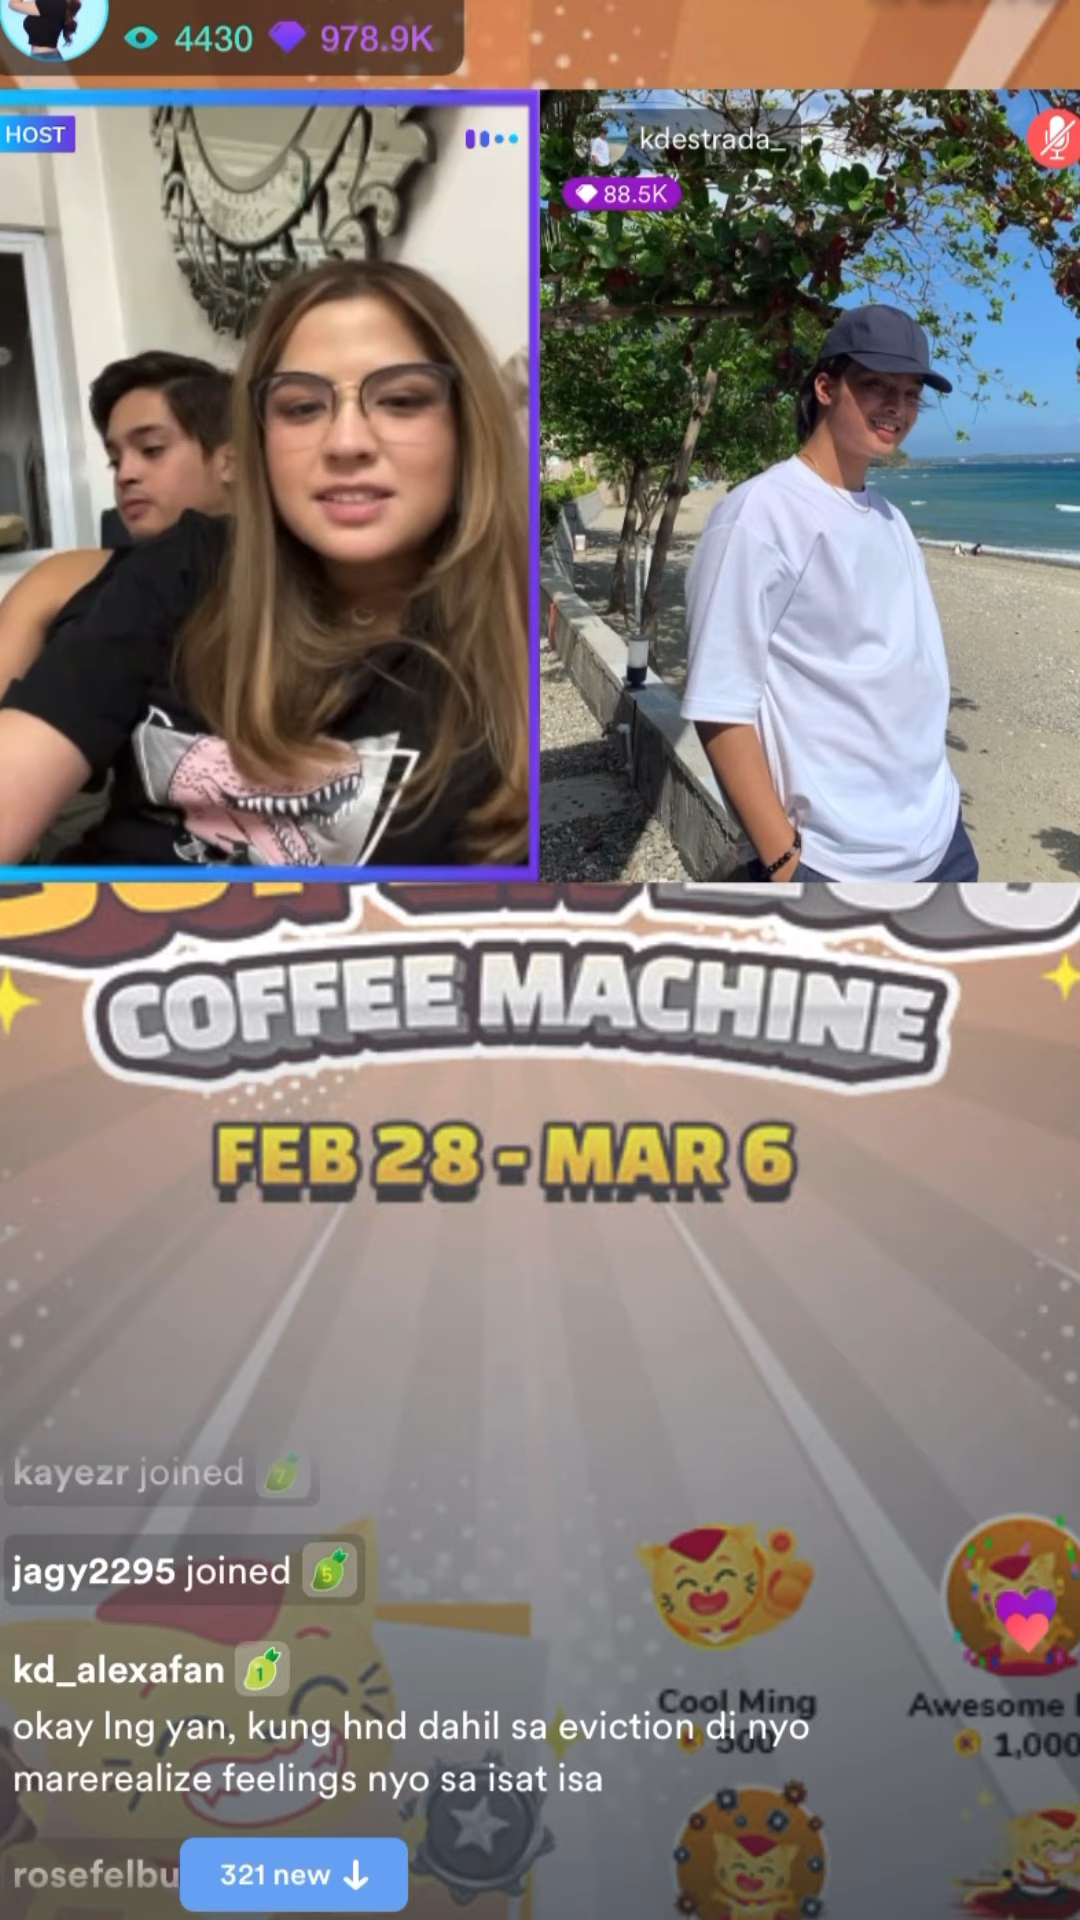 4430 978.9K
HOST
kdestrada_
88.5K
COFFEE MACHINE
FEB 28 - MAR 6
kayezr joined 7
jagy2295 joined 5
kd_alexafan 1
okay lng yan, kung hnd dahil sa eviction di nyo
marerealize feelings nyo sa isat isa
Cool Ming
500
Awesome
1,000
rosefelbu
321 new